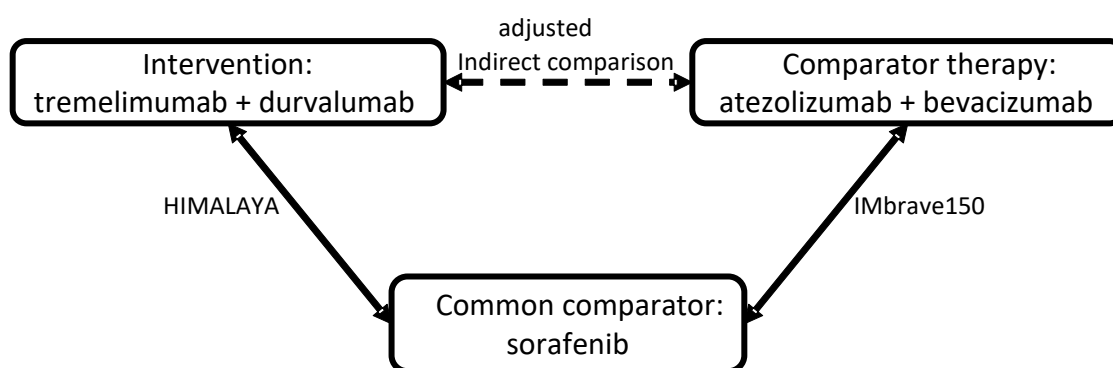 adjusted
Indirect comparison
Intervention:
tremelimumab + durvalumab
Comparator therapy:
atezolizumab + bevacizumab
HIMALAYA
IMbrave150
Common comparator:
sorafenib